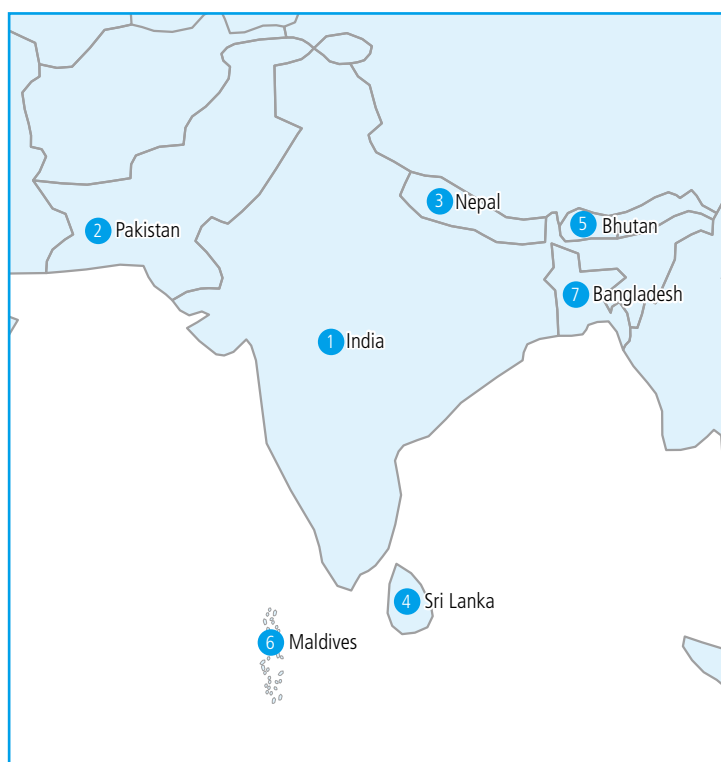 3 Nepal
5 Bhutan
2 Pakistan
7 Bangladesh
1 India
4 Sri Lanka
6 Maldives